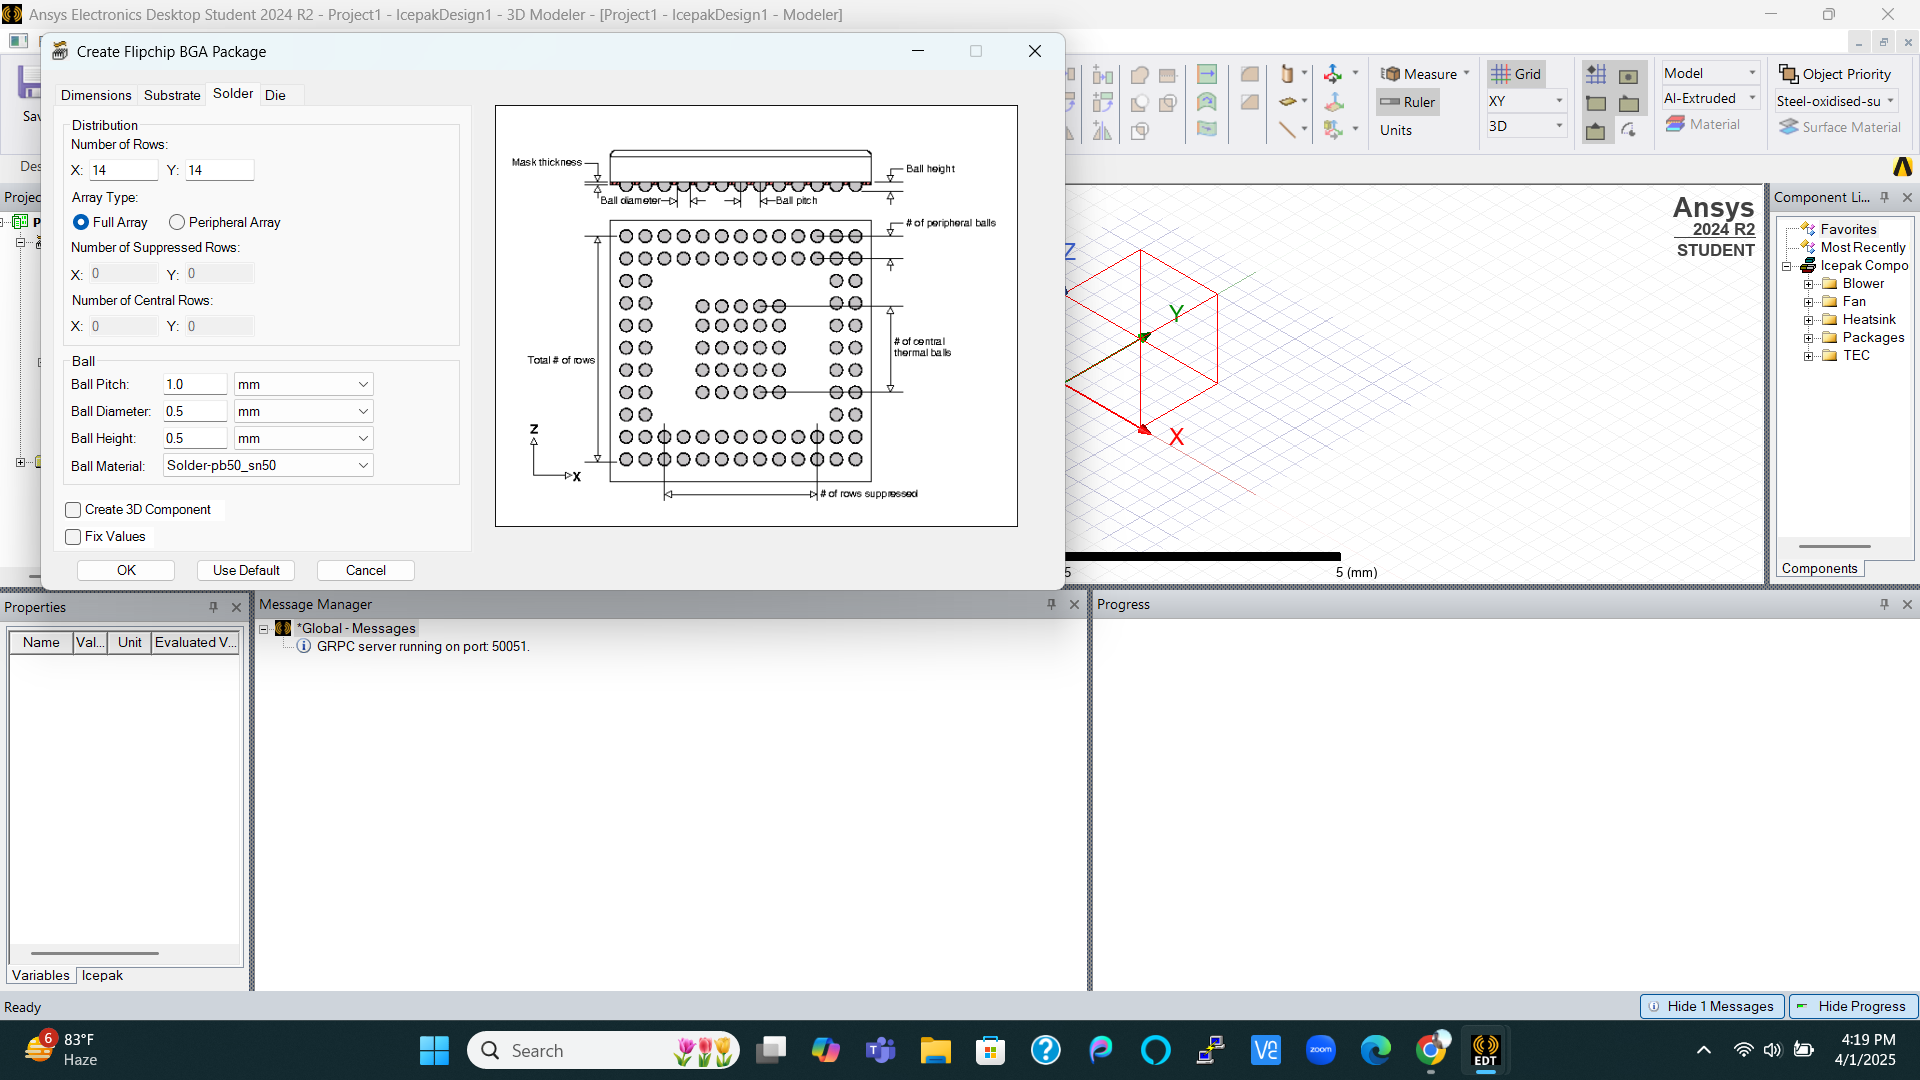 Ansys Electronics Desktop Student 2024 R2 - Project1 - IcepakDesign1 - 3D Modeler - [Project1 - IcepakDesign1 - Modeler]
Create Flipchip BGA Package
Dimensions Substrate Solder Die
Distribution
Number of Rows:
X: 14 Y: 14
Array Type:
Full Array Peripheral Array
Number of Suppressed Rows:
X: 0 Y: 0
Number of Central Rows:
X: 0 Y: 0
Ball
Ball Pitch: 1.0 mm
Ball Diameter: 0.5 mm
Ball Height: 0.5 mm
Ball Material: Solder-pb50_sn50
Create 3D Component
Fix Values
OK Use Default Cancel
Mask thickness
Ball height
Ball diameter
Ball pitch
# of peripheral balls
# of central
thermal balls
Total # of rows
Z
X
# of rows suppressed
Sav
Des
Projec
P
Measure
Ruler
Units
Grid
XY
3D
Model
Al-Extruded
Material
Object Priority
Steel-oxidised-su
Surface Material
Ansys
2024 R2
STUDENT
Z
Y
X
5 5 (mm)
Component Li...
Favorites
Most Recently
Icepak Compo
Blower
Fan
Heatsink
Packages
TEC
Components
Properties
Name Val... Unit Evaluated V...
Variables Icepak
Message Manager
*Global - Messages
GRPC server running on port: 50051.
Progress
Ready
Hide 1 Messages Hide Progress
6
83°F
Haze
Search
zoom
EDT
4:19 PM
4/1/2025